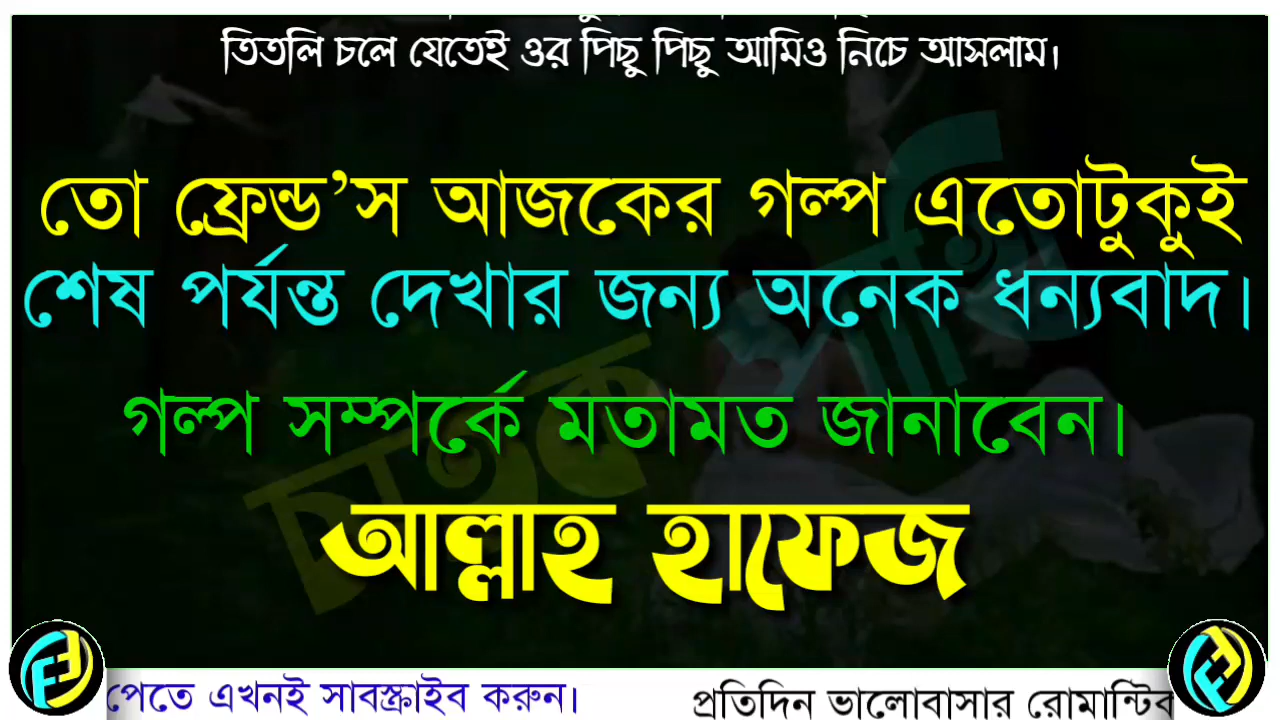 তিতলি চলে যেতেই ওর পিছু পিছু আমিও নিচে আসলাম।
তো ফ্রেন্ড’স আজকের গল্প এতোটুকুই
শেষ পর্যন্ত দেখার জন্য অনেক ধন্যবাদ।
গল্প সম্পর্কে মতামত জানাবেন।
আল্লাহ হাফেজ
পেতে এখনই সাবস্ক্রাইব করুন।
প্রতিদিন ভালোবাসার রোমান্টিক